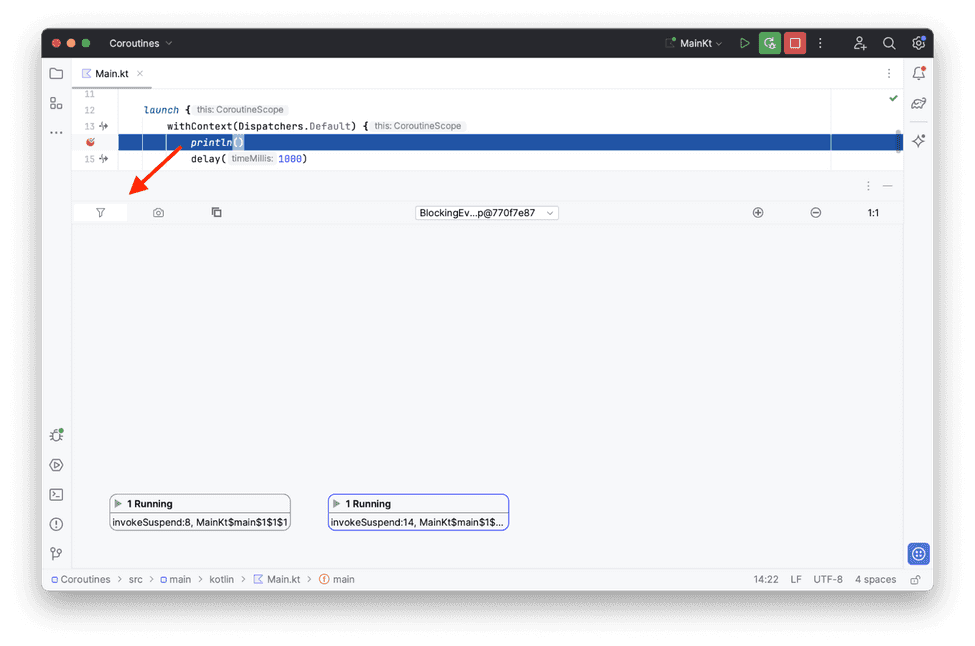 Coroutines
MainKt
Main.kt
11
12 launch { this: CoroutineScope
13 withContext(Dispatchers.Default) { this: CoroutineScope
println()
15 delay( timeMillis: 1000)
BlockingEv...p@770f7e87
1:1
1 Running
invokeSuspend:8, MainKt$main$1$1$1
1 Running
invokeSuspend:14, MainKt$main$1$...
Coroutines > src > main > kotlin > Main.kt > main
14:22 LF UTF-8 4 spaces